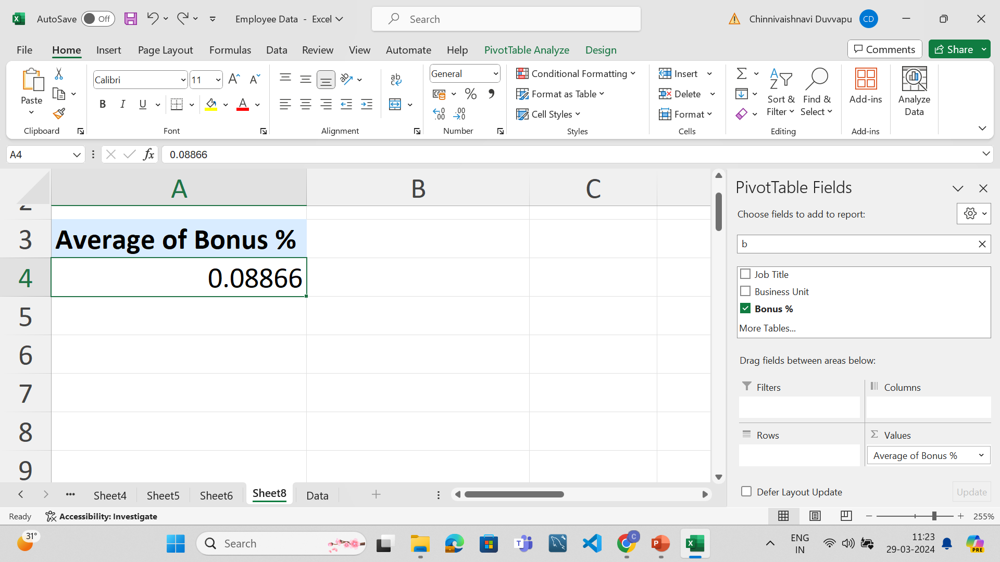 AutoSave Off Employee Data - Excel Search Chinnivaishnavi Duvvapu CD
File Home Insert Page Layout Formulas Data Review View Automate Help PivotTable Analyze Design Comments Share
Paste
Clipboard
Calibri 11
B I U A
Font
ab
Alignment
General
% ,
Number
Conditional Formatting
Format as Table
Cell Styles
Styles
Insert
Delete
Format
Cells
Sort & Filter
Find & Select
Editing
Add-ins
Add-ins
Analyze Data
A4 fx 0.08866
A B C
2
3 Average of Bonus %
4 0.08866
5
6
7
8
9
PivotTable Fields
Choose fields to add to report:
b
Job Title
Business Unit
Bonus %
More Tables...
Drag fields between areas below:
Filters Columns
Rows Σ Values
Average of Bonus %
Defer Layout Update Update
Sheet4 Sheet5 Sheet6 Sheet8 Data
Ready Accessibility: Investigate 255%
31° Search
ENG
IN
11:23
29-03-2024
PRE